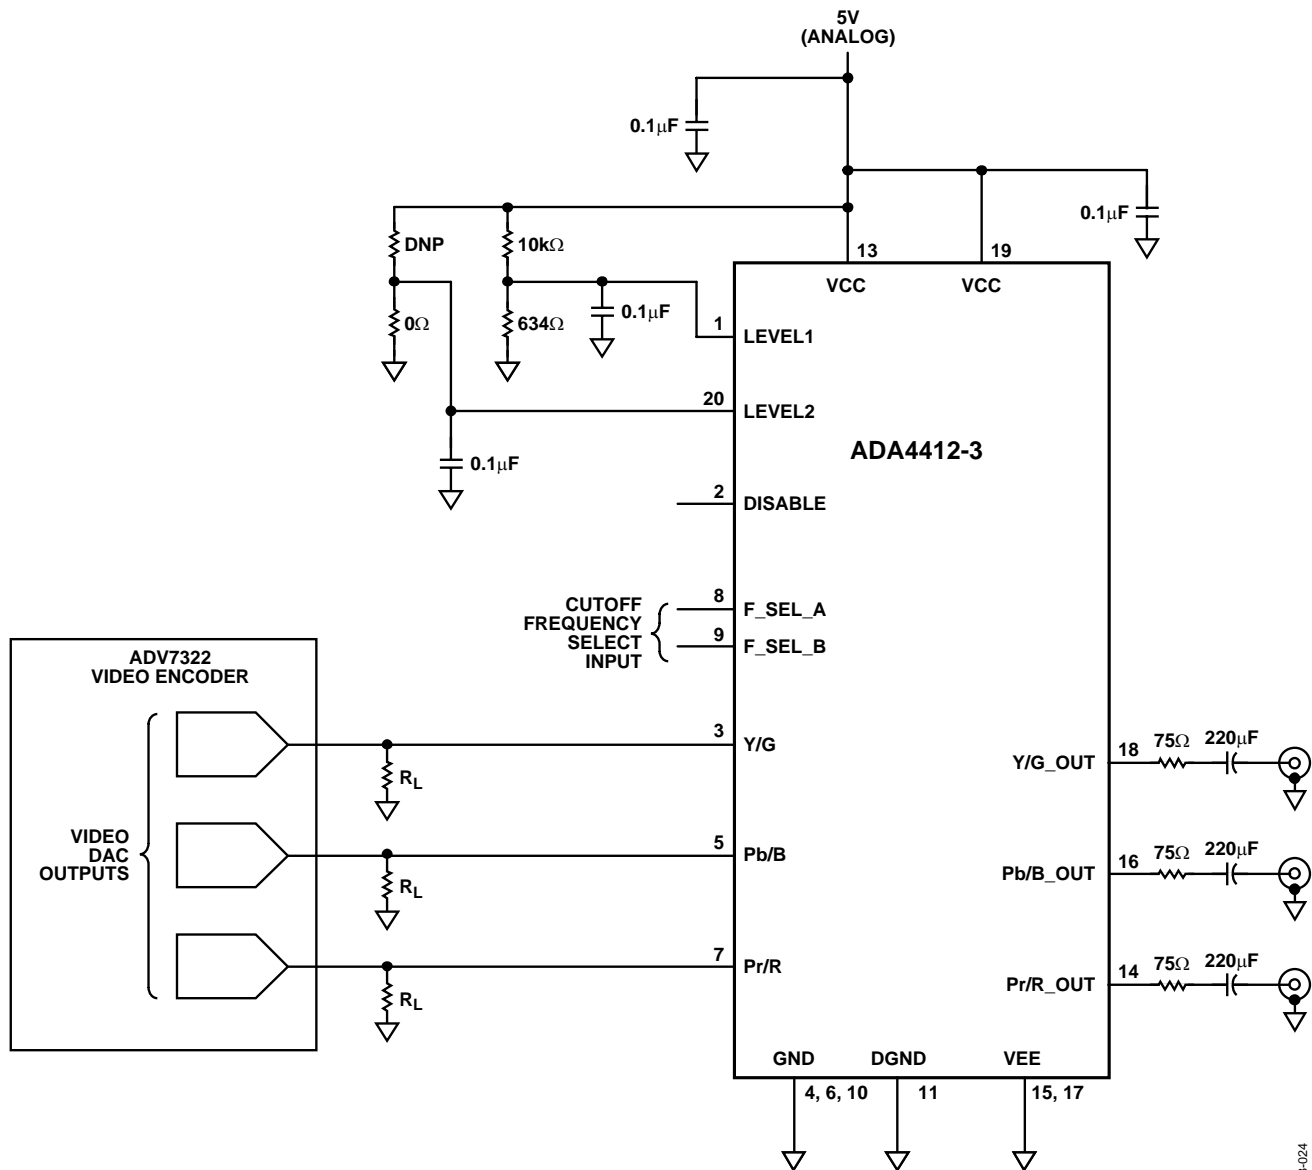 5V
(ANALOG)
0.1μF
0.1μF
DNP
10kΩ
13
19
VCC
VCC
0Ω
634Ω
0.1μF
1
LEVEL1
20
LEVEL2
ADA4412-3
0.1μF
2
DISABLE
CUTOFF
FREQUENCY
SELECT
INPUT
8
F_SEL_A
9
F_SEL_B
ADV7322
VIDEO ENCODER
VIDEO
DAC
OUTPUTS
3
Y/G
RL
5
Pb/B
RL
7
Pr/R
RL
Y/G_OUT
18
75Ω
220μF
Pb/B_OUT
16
75Ω
220μF
Pr/R_OUT
14
75Ω
220μF
GND
DGND
VEE
4, 6, 10
11
15, 17